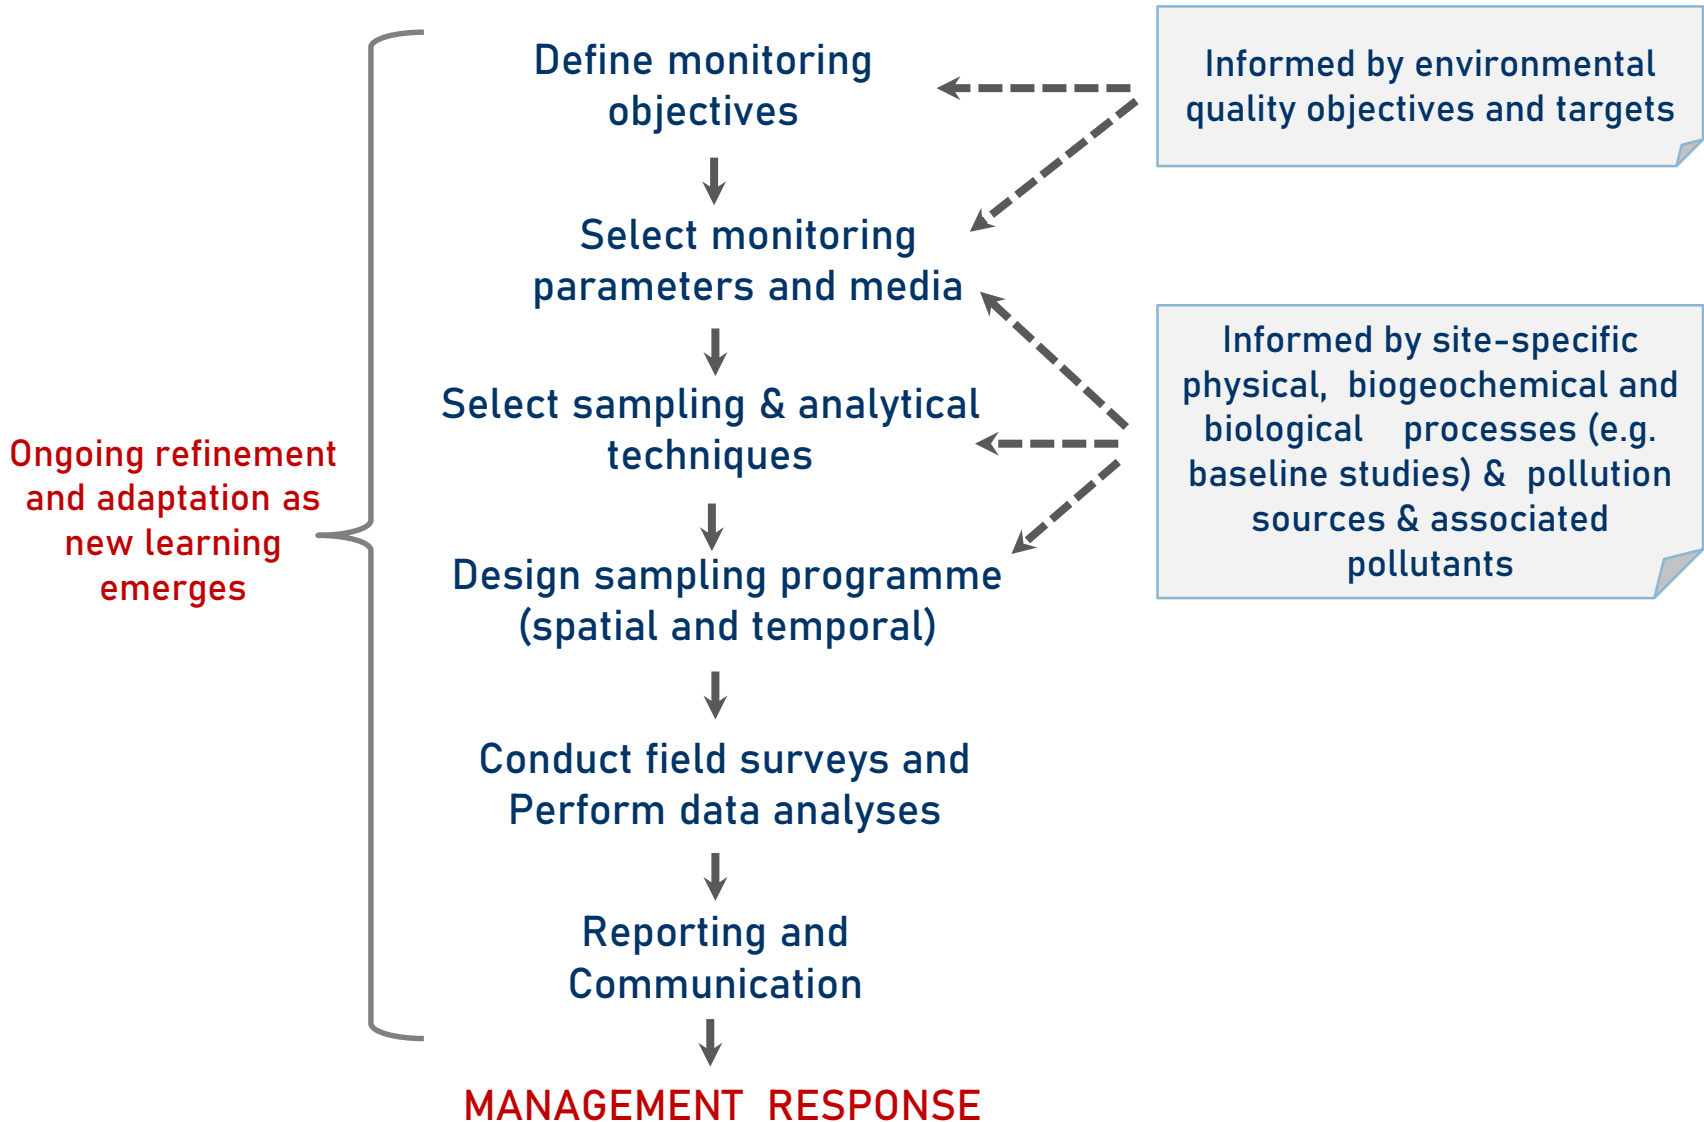 Define monitoring
objectives
Select monitoring
parameters and media
Select sampling & analytical
techniques
Design sampling programme
(spatial and temporal)
Conduct field surveys and
Perform data analyses
Reporting and
Communication
MANAGEMENT RESPONSE
Ongoing refinement
and adaptation as
new learning
emerges
Informed by environmental
quality objectives and targets
Informed by site-specific
physical, biogeochemical and
biological processes (e.g.
baseline studies) & pollution
sources & associated
pollutants